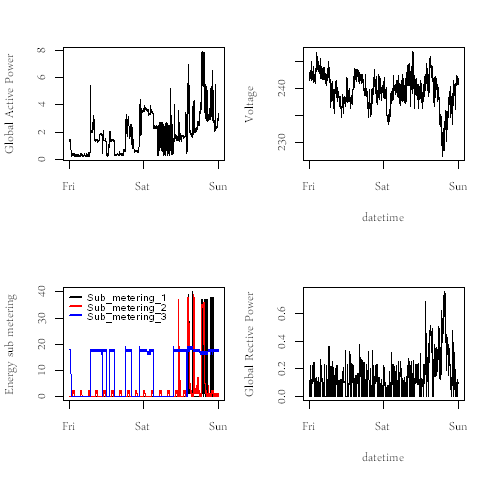 Global Active Power
0 2 4 6 8
Fri Sat Sun
Voltage
230 240
Fri Sat Sun
datetime
Energy sub metering
0 10 20 30 40
Sub_metering_1
Sub_metering_2
Sub_metering_3
Fri Sat Sun
Global Rective Power
0.0 0.2 0.4 0.6
Fri Sat Sun
datetime